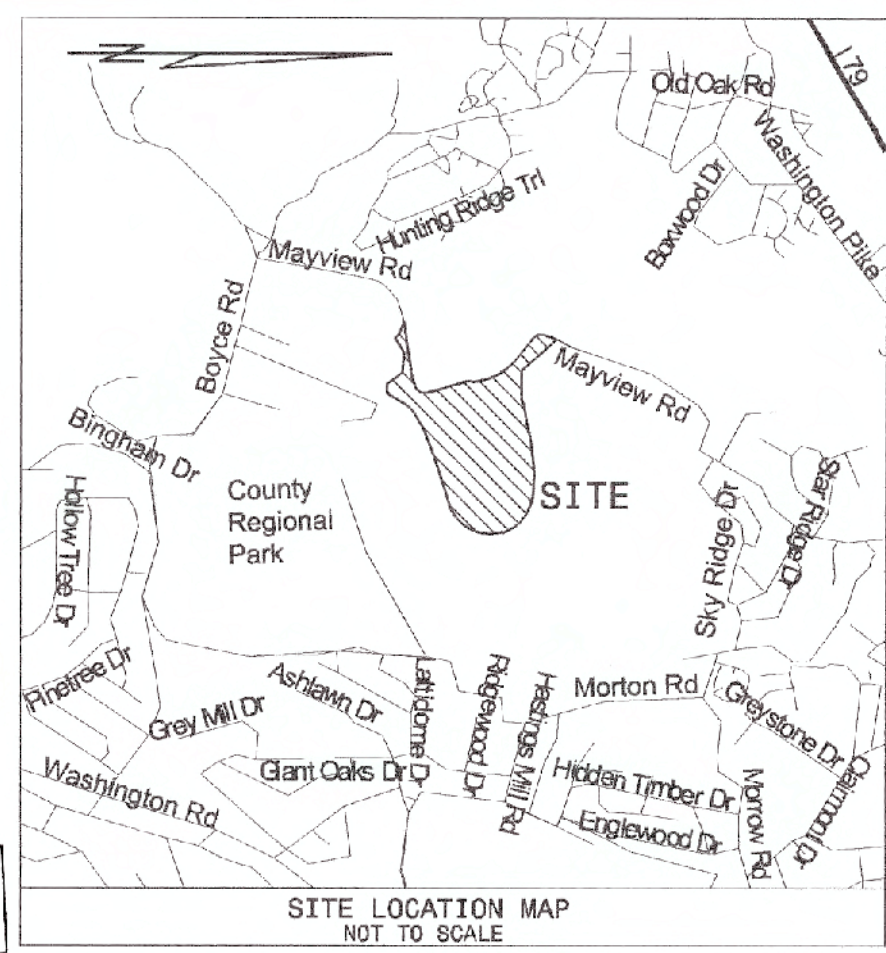 N
Old Oak Rd
179
Washington Pike
Boxwood Dr
Hunting Ridge Trl
Mayview Rd
Boyce Rd
Mayview Rd
Bingham Dr
County
Regional
Park
SITE
Hollow Tree Dr
Star Ridge Dr
Sky Ridge Dr
Pinetree Dr
Ashlawn Dr
Lattidome Dr
Ridgewood Dr
Hastings Mill Rd
Morton Rd
Greystone Dr
Grey Mill Dr
Giant Oaks Dr
Hidden Timber Dr
Clairmont Dr
Washington Rd
Englewood Dr
Morrow Rd
SITE LOCATION MAP
NOT TO SCALE